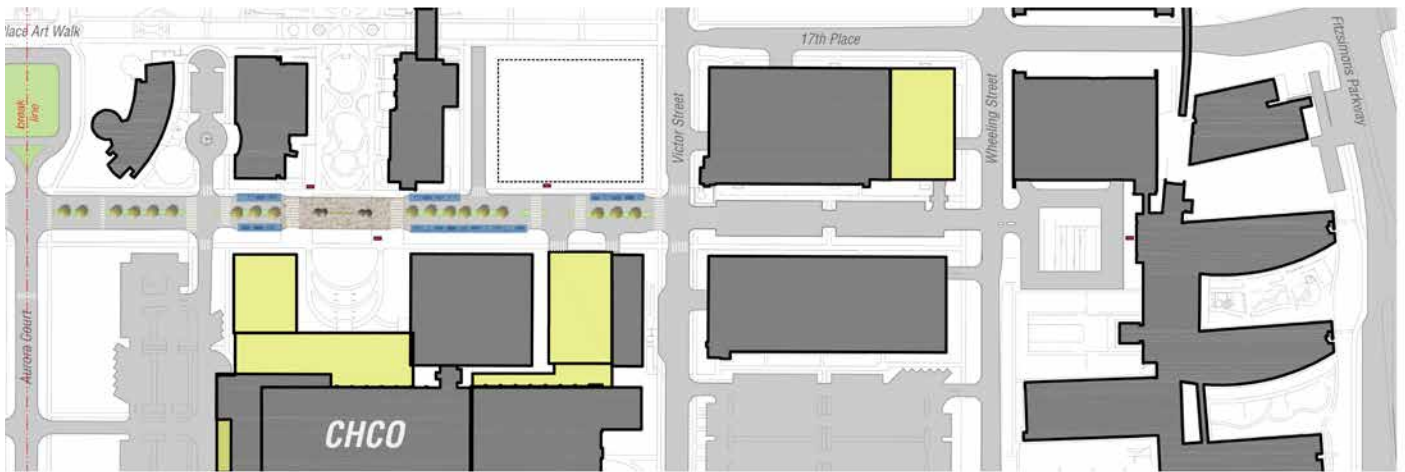 Place Art Walk
17th Place
Fitzsimons Parkway
break
line
Victor Street
Wheeling Street
Aurora Court
CHCO